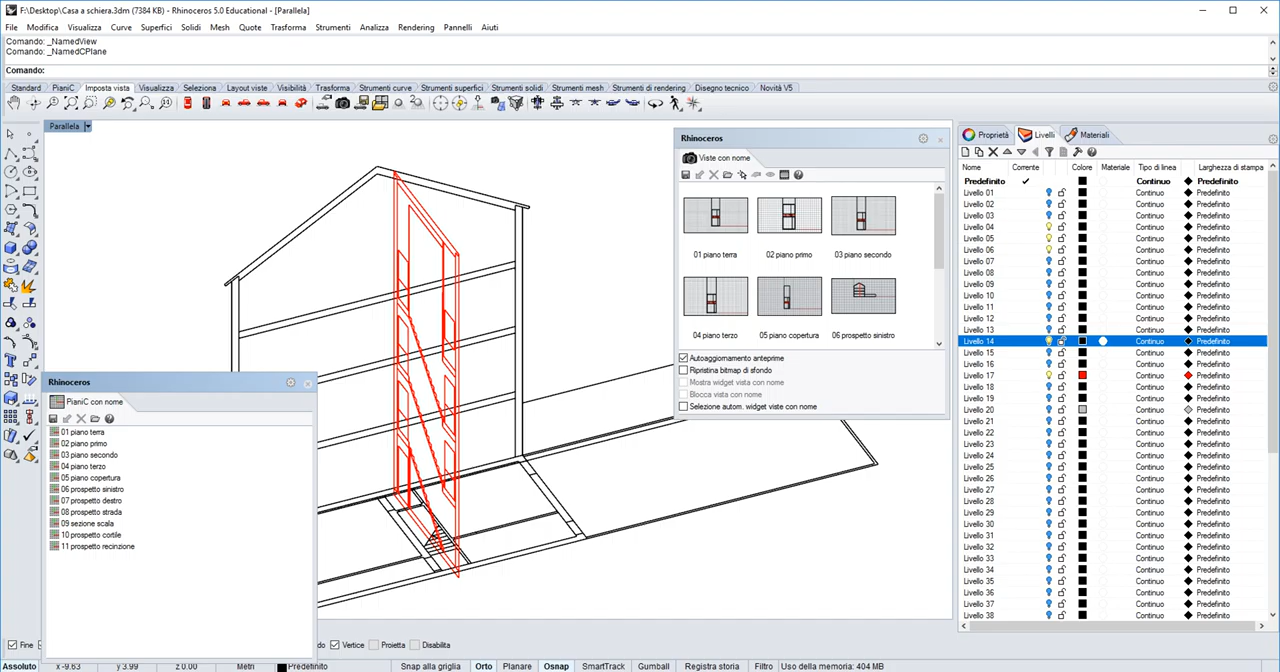 F:\Desktop\Casa a schiera.3dm (7384 KB) - Rhinoceros 5.0 Educational - [Parallela]
File Modifica Visualizza Curve Superfici Solidi Mesh Quote Trasforma Strumenti Analizza Rendering Pannelli Aiuti
Comando: _NamedView
Comando: _NamedCPlane
Comando:
Standard PianiC Imposta vista Visualizza Seleziona Layout viste Visibilità Trasforma Strumenti curve Strumenti superfici Strumenti solidi Strumenti mesh Strumenti di rendering Disegno tecnico Novità V5
Parallela
Rhinoceros
Viste con nome
01 piano terra 02 piano primo 03 piano secondo
04 piano terzo 05 piano copertura 06 prospetto sinistro
Autoaggiornamento anteprime
Ripristina bitmap di sfondo
Mostra widget vista con nome
Blocca vista con nome
Selezione autom. widget viste con nome
Rhinoceros
PianiC con nome
01 piano terra
02 piano primo
03 piano secondo
04 piano terzo
05 piano copertura
06 prospetto sinistro
07 prospetto destro
08 prospetto strada
09 sezione scala
10 prospetto cortile
11 prospetto recinzione
Proprietà Livelli Materiali
Nome Corrente Colore Materiale Tipo di linea Larghezza di stampa
Predefinito Continuo Predefinito
Livello 01 Continuo Predefinito
Livello 02 Continuo Predefinito
Livello 03 Continuo Predefinito
Livello 04 Continuo Predefinito
Livello 05 Continuo Predefinito
Livello 06 Continuo Predefinito
Livello 07 Continuo Predefinito
Livello 08 Continuo Predefinito
Livello 09 Continuo Predefinito
Livello 10 Continuo Predefinito
Livello 11 Continuo Predefinito
Livello 12 Continuo Predefinito
Livello 13 Continuo Predefinito
Livello 14 Continuo Predefinito
Livello 15 Continuo Predefinito
Livello 16 Continuo Predefinito
Livello 17 Continuo Predefinito
Livello 18 Continuo Predefinito
Livello 19 Continuo Predefinito
Livello 20 Continuo Predefinito
Livello 21 Continuo Predefinito
Livello 22 Continuo Predefinito
Livello 23 Continuo Predefinito
Livello 24 Continuo Predefinito
Livello 25 Continuo Predefinito
Livello 26 Continuo Predefinito
Livello 27 Continuo Predefinito
Livello 28 Continuo Predefinito
Livello 29 Continuo Predefinito
Livello 30 Continuo Predefinito
Livello 31 Continuo Predefinito
Livello 32 Continuo Predefinito
Livello 33 Continuo Predefinito
Livello 34 Continuo Predefinito
Livello 35 Continuo Predefinito
Livello 36 Continuo Predefinito
Livello 37 Continuo Predefinito
Livello 38 Continuo Predefinito
Fine do Vertice Proietta Disabilita
Assoluto x -9.63 y 3.99 z 0.00 Metri Predefinito Snap alla griglia Orto Planare Osnap SmartTrack Gumball Registra storia Filtro Uso della memoria: 404 MB